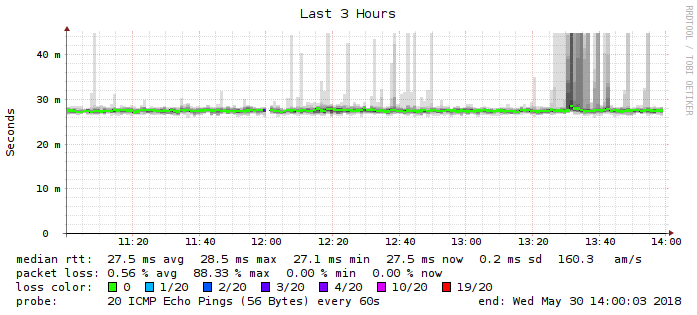 Last 3 Hours
RRDTOOL / TOBI OETIKER
Seconds
40 m
30 m
20 m
10 m
0
11:20 11:40 12:00 12:20 12:40 13:00 13:20 13:40 14:00
median rtt: 27.5 ms avg 28.5 ms max 27.1 ms min 27.5 ms now 0.2 ms sd 160.3 am/s
packet loss: 0.56 % avg 88.33 % max 0.00 % min 0.00 % now
loss color: 0 1/20 2/20 3/20 4/20 10/20 19/20
probe: 20 ICMP Echo Pings (56 Bytes) every 60s end: Wed May 30 14:00:03 2018